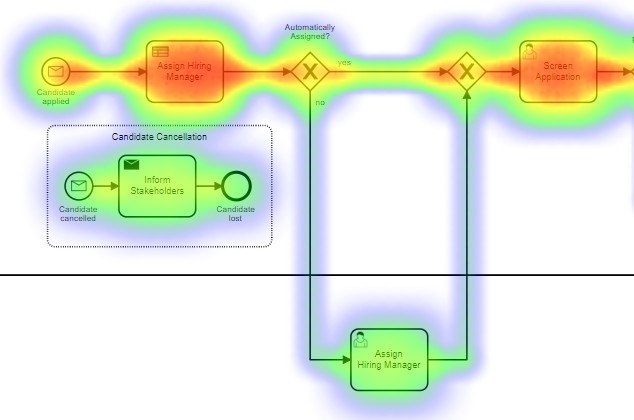 Automatically
Assigned?
Assign Hiring
Manager
yes
Screen
Application
Candidate
applied
no
Candidate Cancellation
Inform
Stakeholders
Candidate
cancelled
Candidate
lost
Assign
Hiring Manager